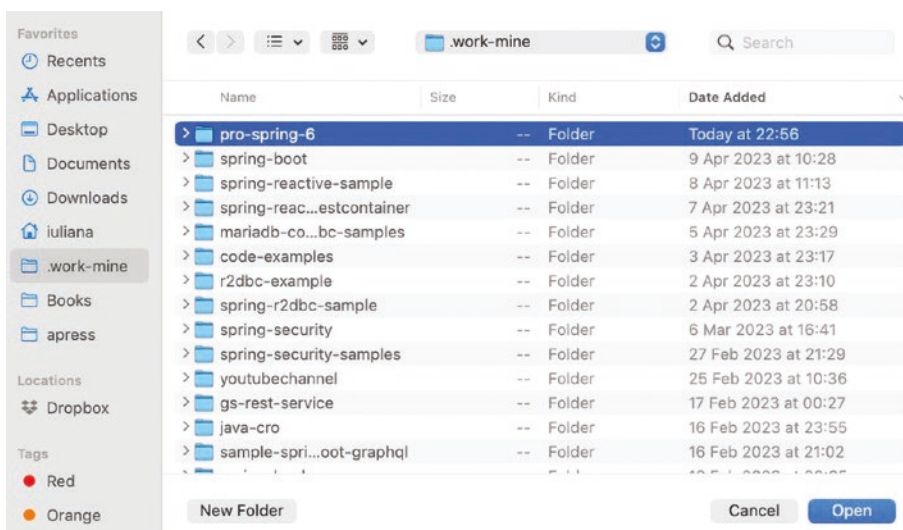 Favorites
Recents
Applications
Desktop
Documents
Downloads
iuliana
.work-mine
Books
apress
Locations
Dropbox
Tags
Red
Orange
.work-mine
Search
Name Size Kind Date Added
pro-spring-6 -- Folder Today at 22:56
spring-boot -- Folder 9 Apr 2023 at 10:28
spring-reactive-sample -- Folder 8 Apr 2023 at 11:13
spring-reac...estcontainer -- Folder 7 Apr 2023 at 23:21
mariadb-co...bc-samples -- Folder 5 Apr 2023 at 23:29
code-examples -- Folder 3 Apr 2023 at 23:17
r2dbc-example -- Folder 2 Apr 2023 at 23:10
spring-r2dbc-sample -- Folder 2 Apr 2023 at 20:58
spring-security -- Folder 6 Mar 2023 at 16:41
spring-security-samples -- Folder 27 Feb 2023 at 21:29
youtubechannel -- Folder 25 Feb 2023 at 10:36
gs-rest-service -- Folder 17 Feb 2023 at 00:27
java-cro -- Folder 16 Feb 2023 at 23:55
sample-spri...oot-graphql -- Folder 16 Feb 2023 at 21:02
New Folder Cancel Open